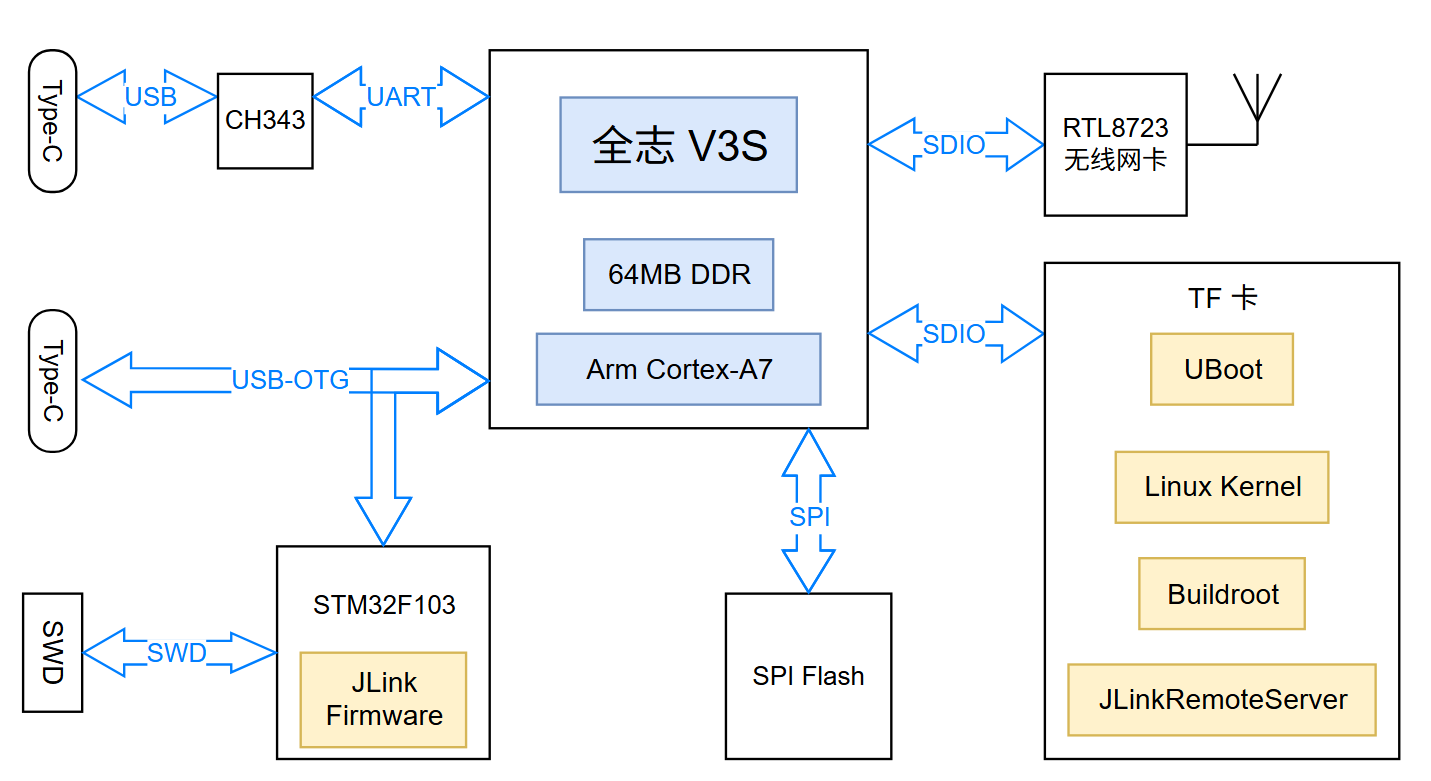 Type-C
USB
CH343
UART
全志 V3S
64MB DDR
Arm Cortex-A7
SDIO
RTL8723
无线网卡
Type-C
USB-OTG
SDIO
TF 卡
UBoot
Linux Kernel
Buildroot
JLinkRemoteServer
SPI
SPI Flash
SWD
SWD
STM32F103
JLink
Firmware